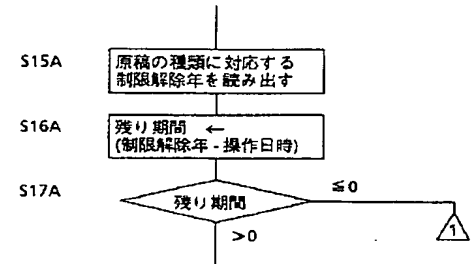 S15A
原稿の種類に対応する
制限解除年を読み出す
S16A
残り期間 ←
(制限解除年 - 操作日時)
S17A
残り期間
≦0
>0
1